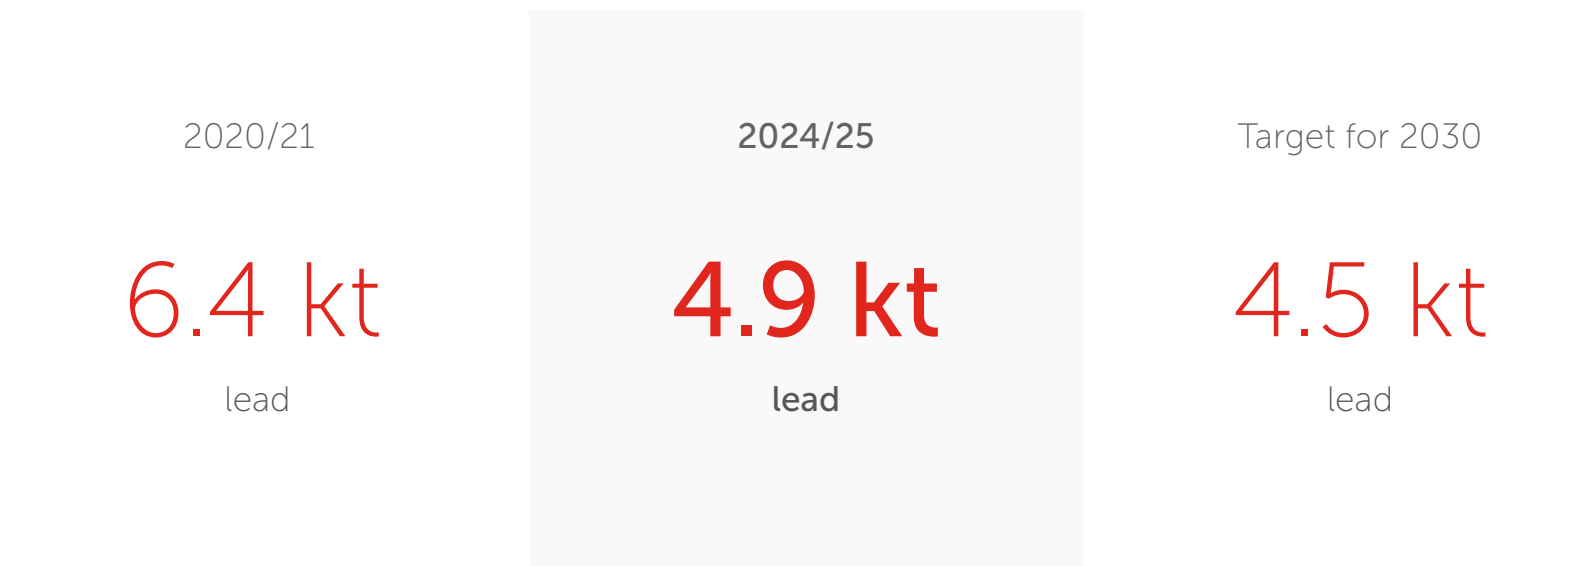 2020/21
6.4 kt
lead
2024/25
4.9 kt
lead
Target for 2030
4.5 kt
lead